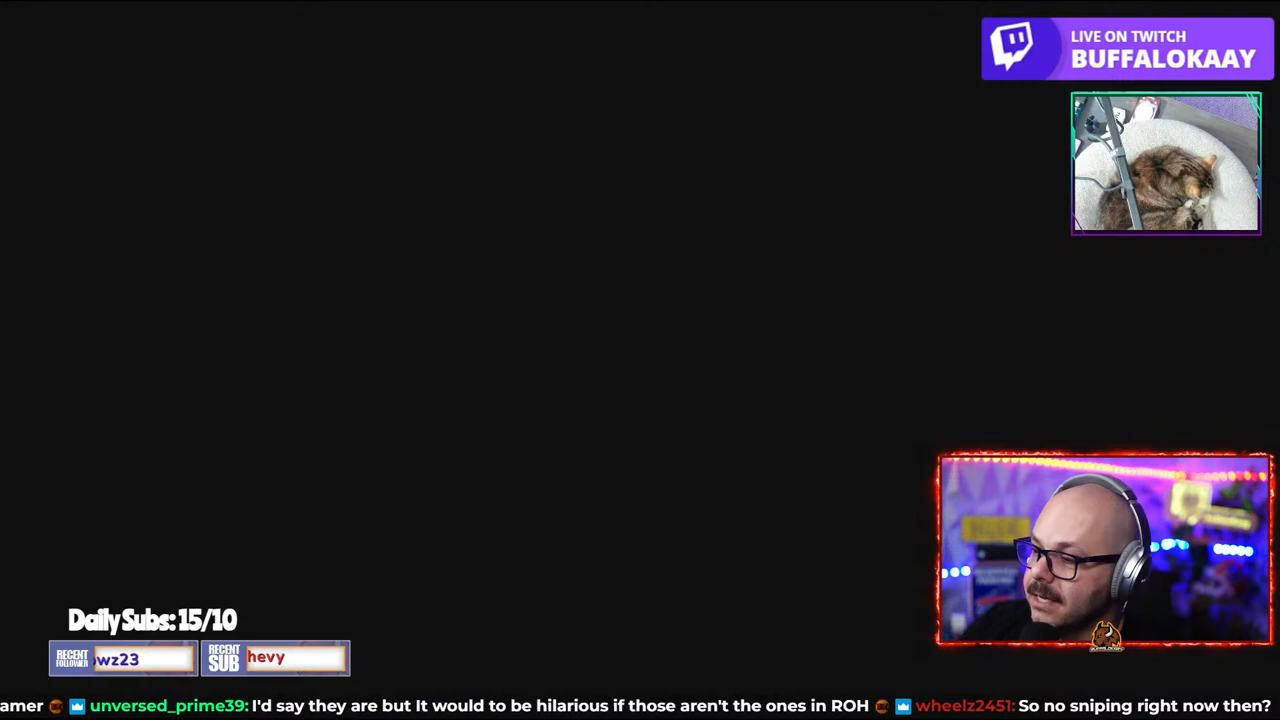 LIVE ON TWITCH
BUFFALOKAAY
Daily Subs: 15/10
RECENT
FOLLOWER
wz23
RECENT
SUB
hevy
amer unversed_prime39: I'd say they are but It would to be hilarious if those aren't the ones in ROH wheelz2451: So no sniping right now then?